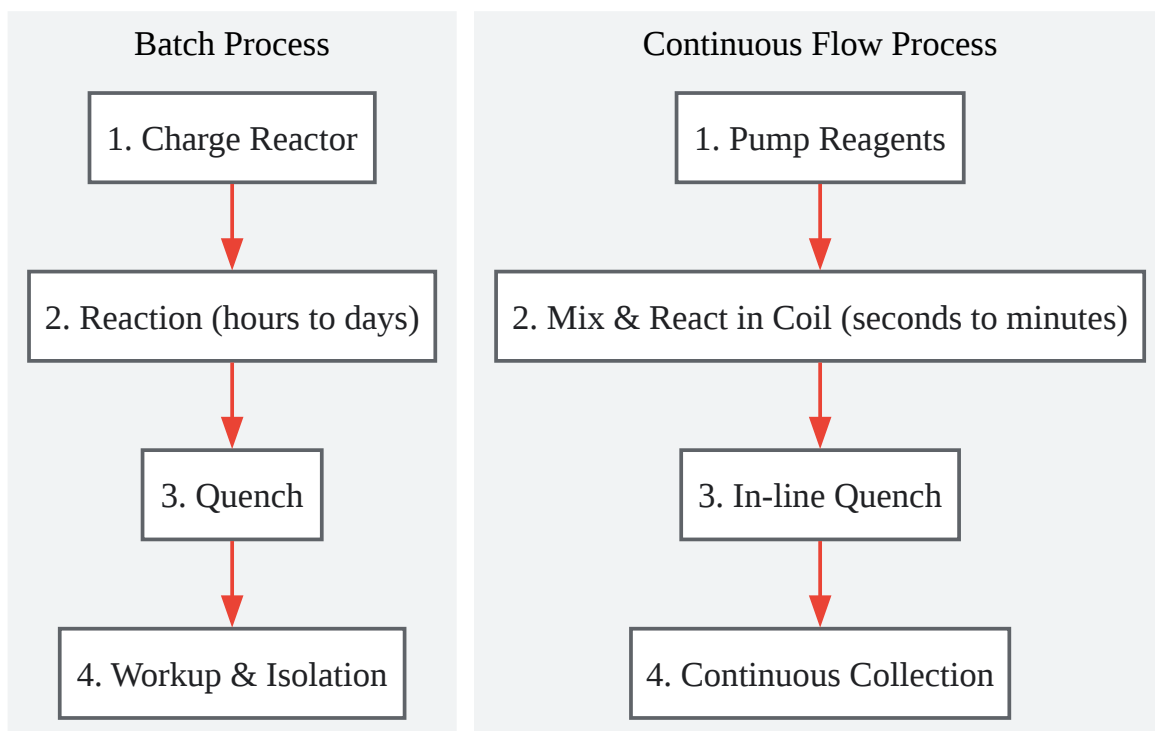 Batch Process
1. Charge Reactor
2. Reaction (hours to days)
3. Quench
4. Workup & Isolation
Continuous Flow Process
1. Pump Reagents
2. Mix & React in Coil (seconds to minutes)
3. In-line Quench
4. Continuous Collection